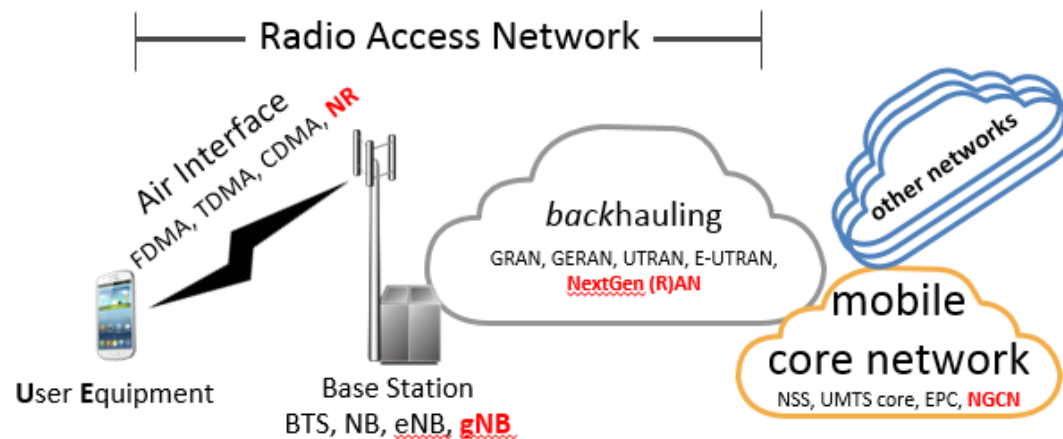 Radio Access Network
Air Interface
FDMA, TDMA, CDMA, NR
other networks
backhauling
GRAN, GERAN, UTRAN, E-UTRAN,
NextGen (R)AN
mobile
core network
NSS, UMTS core, EPC, NGCN
User Equipment
Base Station
BTS, NB, eNB, gNB